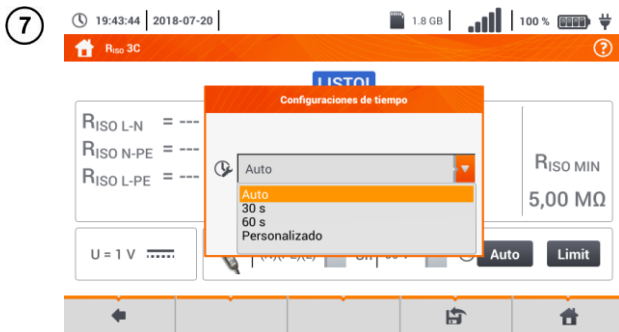 7
19:43:44 2018-07-20 1.8 GB 100 %
RISO 3C ?
Configuraciones de tiempo
RISO L-N = ---
RISO N-PE = ---
RISO L-PE = ---
Auto
Auto
30 s
60 s
Personalizado
RISO MIN
5,00 MΩ
U = 1 V
Auto
Limit